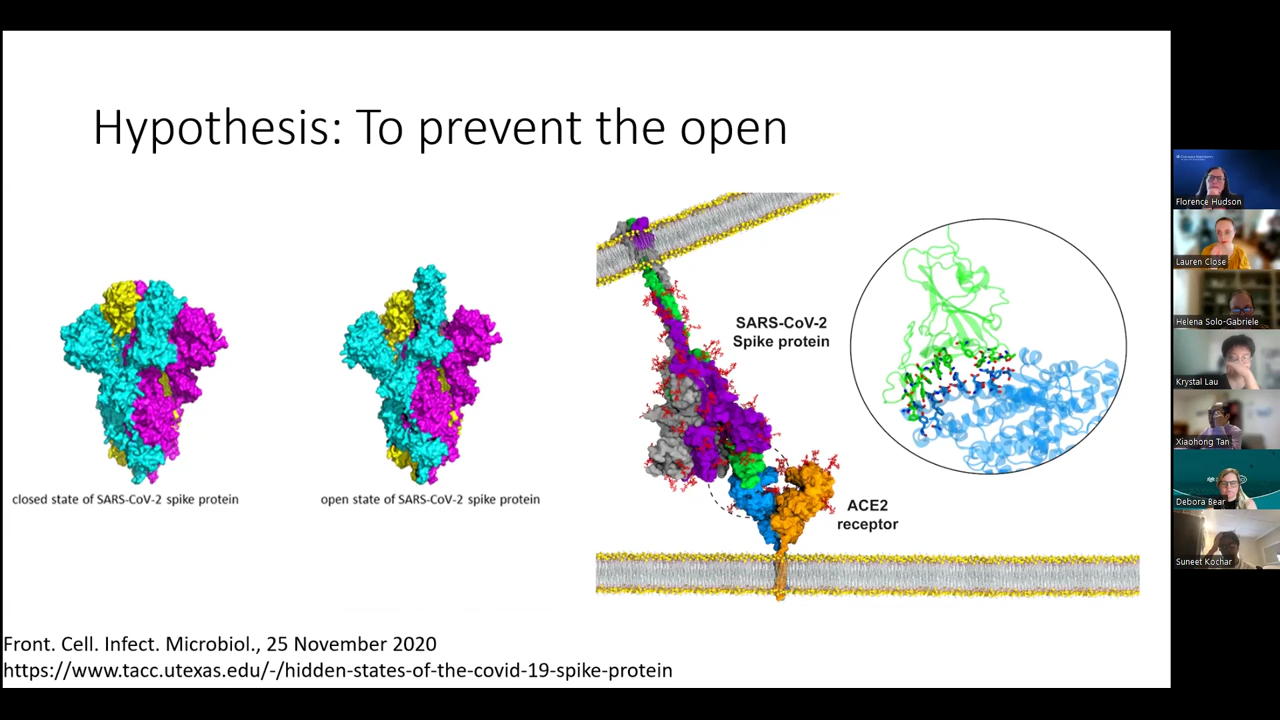 Hypothesis: To prevent the open
closed state of SARS-CoV-2 spike protein
open state of SARS-CoV-2 spike protein
SARS-CoV-2
Spike protein
ACE2
receptor
Front. Cell. Infect. Microbiol., 25 November 2020
https://www.tacc.utexas.edu/-/hidden-states-of-the-covid-19-spike-protein
Florence Hudson
Lauren Close
Helena Solo-Gabriele
Krystal Lau
Xiaohong Tan
Debora Bear
Suneet Kochar